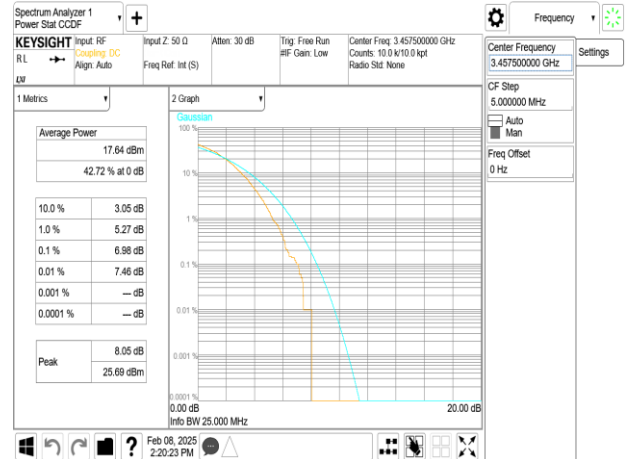 Spectrum Analyzer 1
Power Stat CCDF
Frequency
KEYSIGHT
RL
Input: RF
Coupling: DC
Align: Auto
Input Z: 50 Ω
Freq Ref: Int (S)
Atten: 30 dB
Trig: Free Run
#IF Gain: Low
Center Freq: 3.457500000 GHz
Counts: 10.0 k/10.0 kpt
Radio Std: None
Center Frequency
3.457500000 GHz
Settings
CF Step
5.000000 MHz
Auto
Man
Freq Offset
0 Hz
1 Metrics
Average Power
17.64 dBm
42.72 % at 0 dB
10.0 % 3.05 dB
1.0 % 5.27 dB
0.1 % 6.98 dB
0.01 % 7.46 dB
0.001 % --- dB
0.0001 % --- dB
Peak
8.05 dB
25.69 dBm
2 Graph
Gaussian
100 %
10 %
1 %
0.1 %
0.01 %
0.001 %
0.0001 %
0.00 dB 20.00 dB
Info BW 25.000 MHz
?
Feb 08, 2025
2:20:23 PM